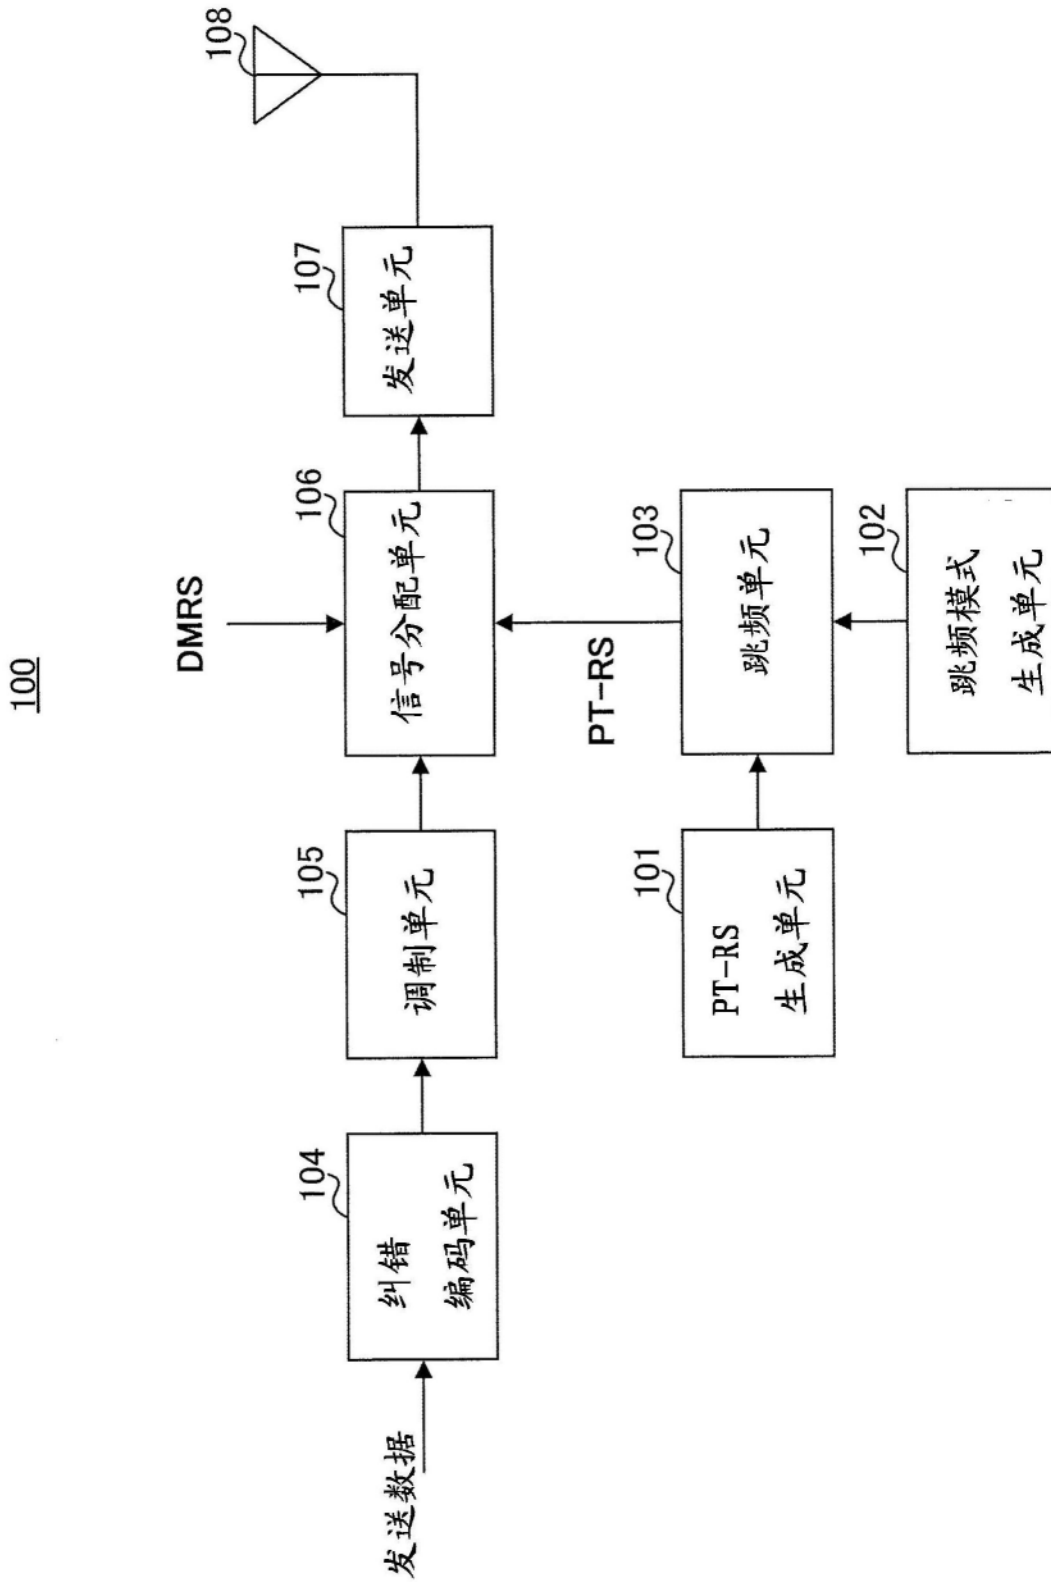 100
DMRS
108
107
发送单元
106
信号分配单元
105
调制单元
104
纠错
编码单元
发送数据
PT-RS
103
跳频单元
101
PT-RS
生成单元
102
跳频模式
生成单元